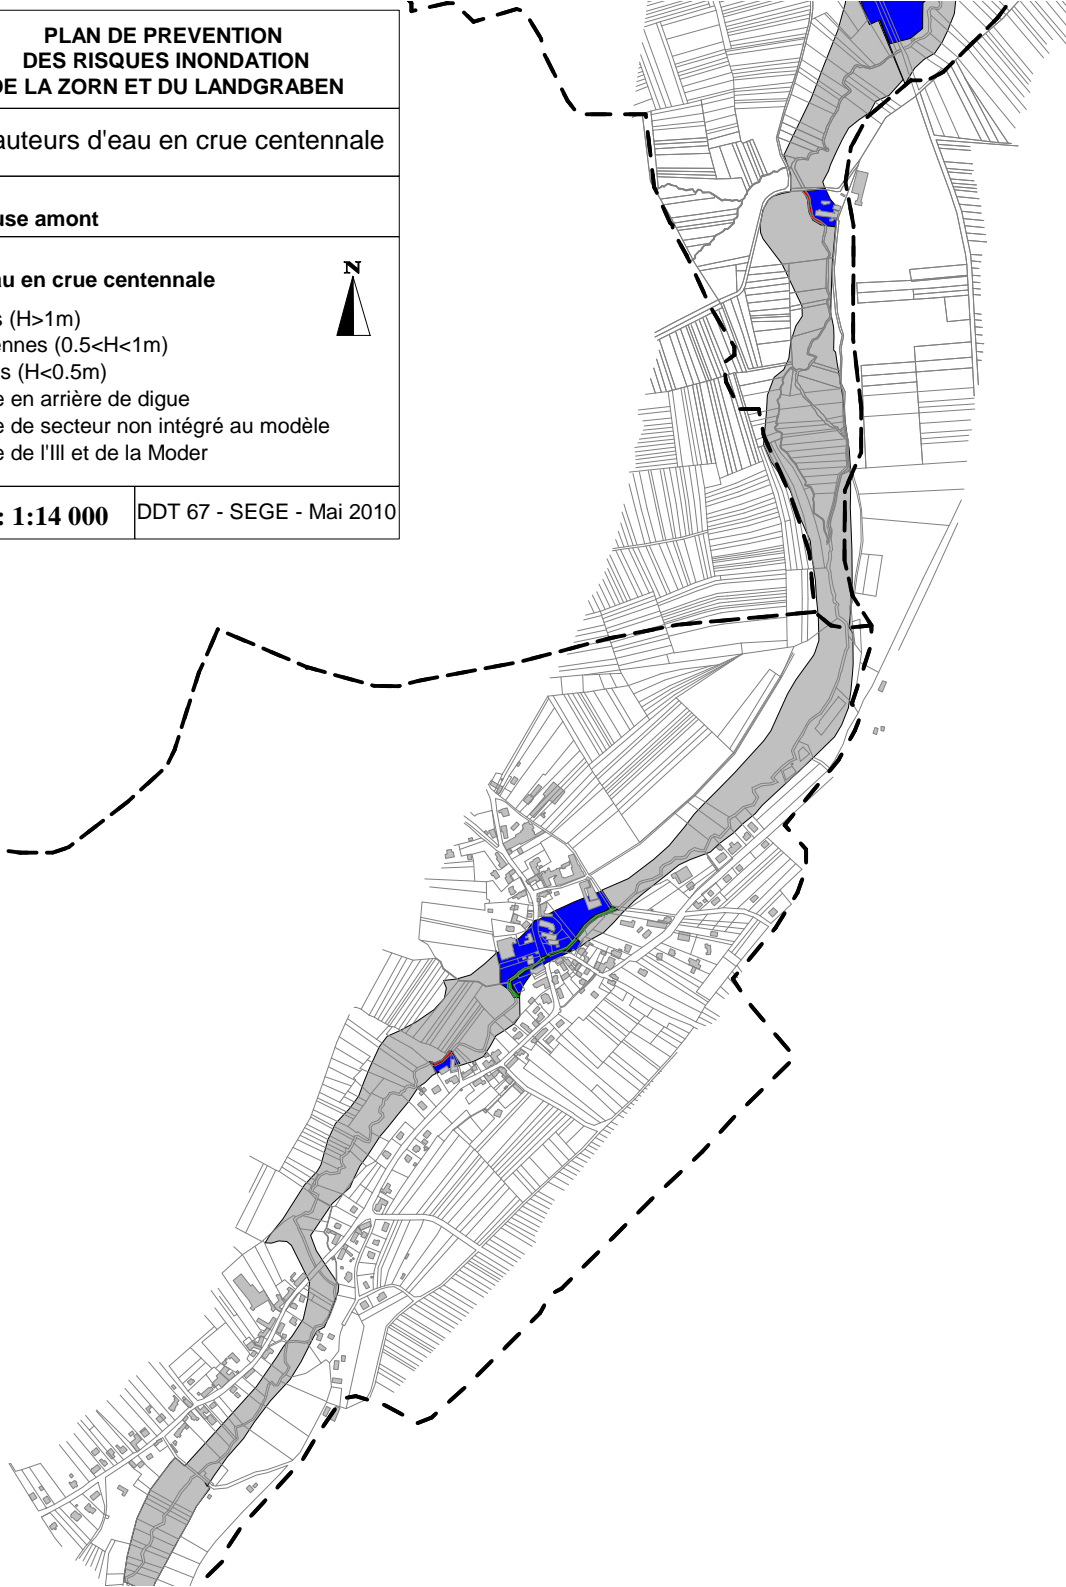 PLAN DE PREVENTION
DES RISQUES INONDATION
DE LA ZORN ET DU LANDGRABEN
auteurs d'eau en crue centennale
use amont
au en crue centennale
N
s (H>1m)
ennes (0.5<H<1m)
s (H<0.5m)
e en arrière de digue
e de secteur non intégré au modèle
e de l'Ill et de la Moder
: 1:14 000
DDT 67 - SEGE - Mai 2010